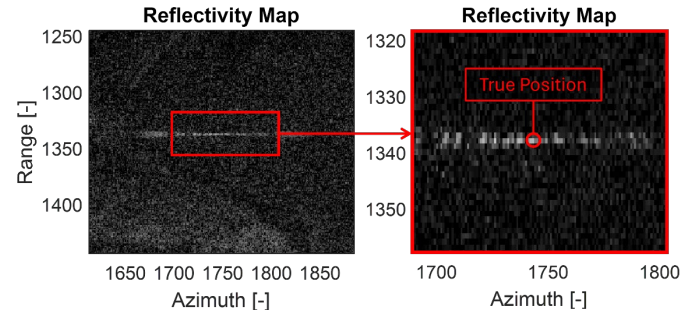 Reflectivity Map
1250
1300
1350
1400
Range [-]
1650 1700 1750 1800 1850
Azimuth [-]
Reflectivity Map
1320
1330
1340
1350
True Position
1700 1750 1800
Azimuth [-]